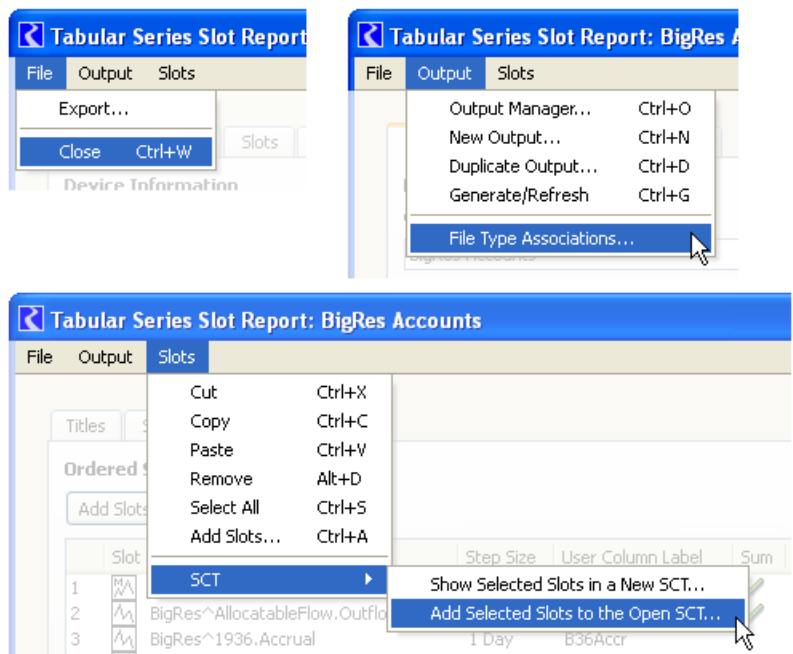 Tabular Series Slot Report
File Output Slots
Export...
Close Ctrl+W
Slots
Device Information
Tabular Series Slot Report: BigRes
File Output Slots
Output Manager... Ctrl+O
New Output... Ctrl+N
Duplicate Output... Ctrl+D
Generate/Refresh Ctrl+G
File Type Associations...
BigRes Accounts
Tabular Series Slot Report: BigRes Accounts
File Output Slots
Cut Ctrl+X
Copy Ctrl+C
Paste Ctrl+V
Remove Alt+D
Select All Ctrl+S
Add Slots... Ctrl+A
SCT
Show Selected Slots in a New SCT...
Add Selected Slots to the Open SCT...
Titles
Ordered
Add Slots
Slot Step Size User Column Label Sum
1
2 BigRes^AllocatableFlow.Outflo
3 BigRes^1936.Accrual 1 Day B36Accr